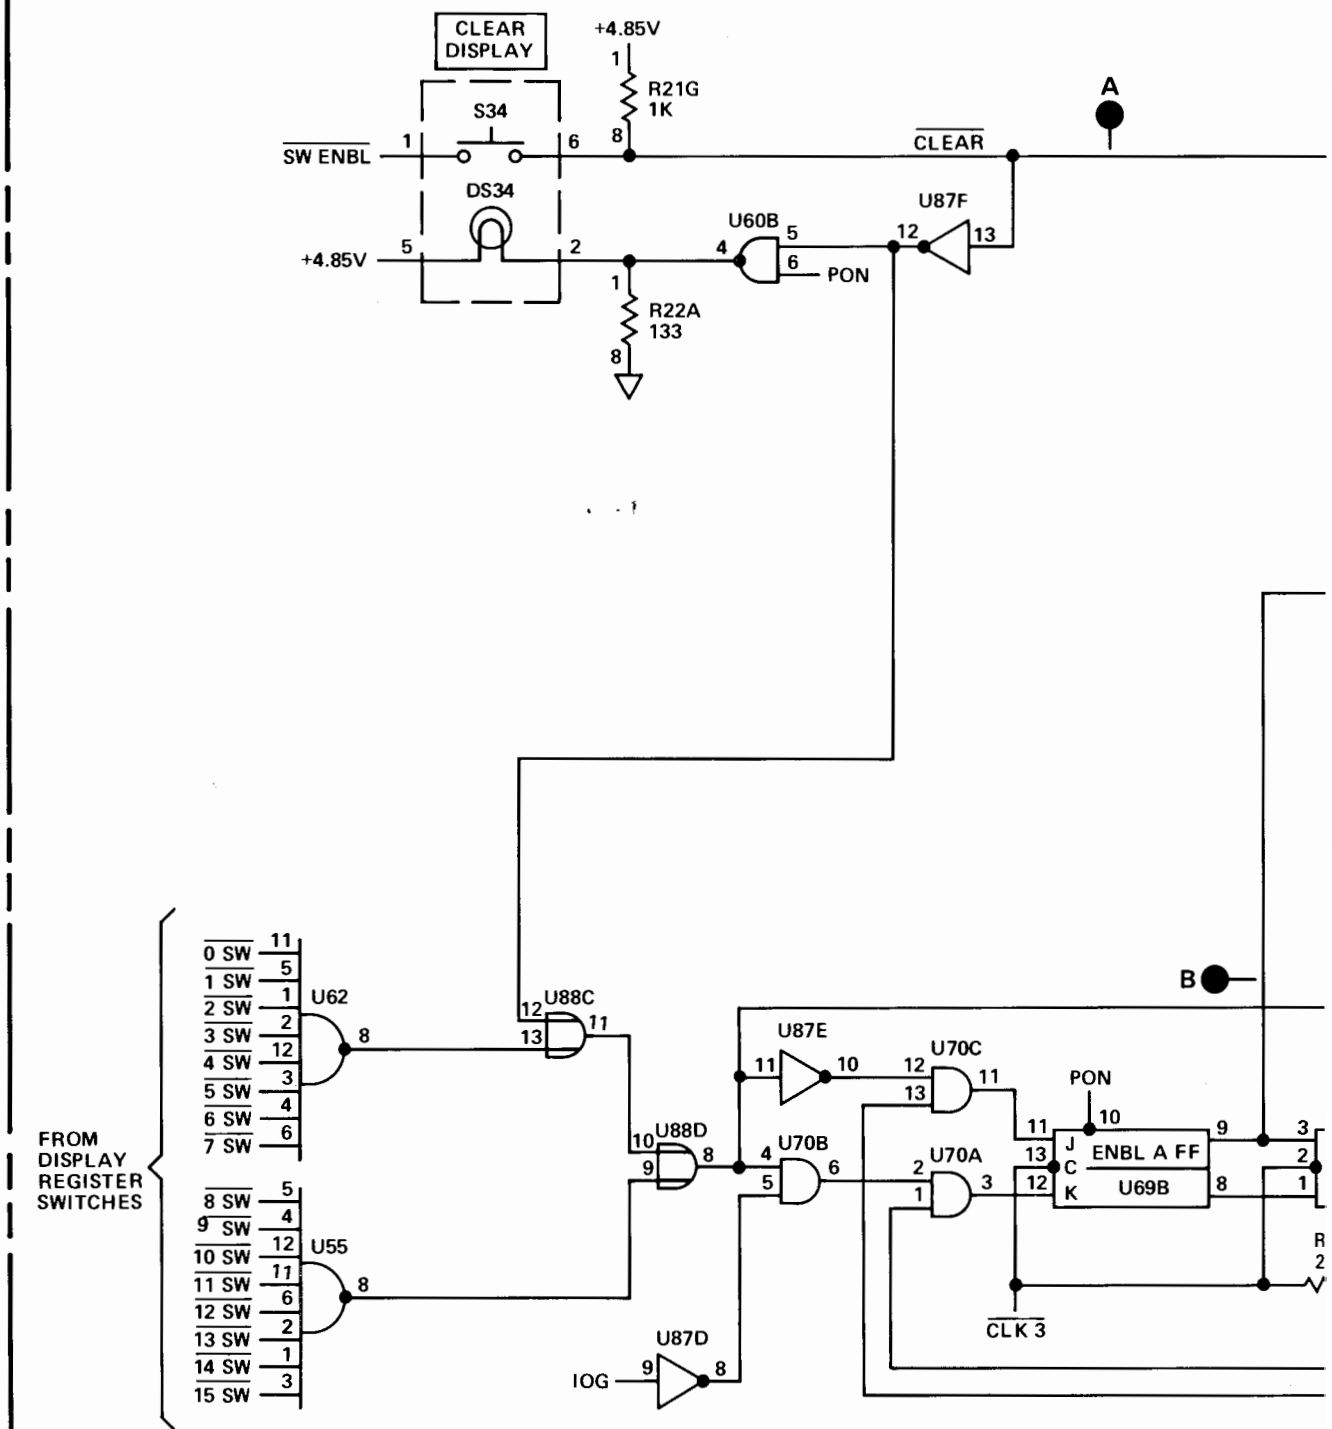 CLEAR
DISPLAY
+4.85V
1
R21G
1K
8
A
S34
SW ENBL
1
6
CLEAR
DS34
U87F
U60B
5
12
13
+4.85V
5
2
4
6
PON
1
R22A
133
8
B
0 SW 11
1 SW 5
2 SW 1
3 SW 2
4 SW 12
5 SW 3
6 SW 4
7 SW 6
U62
8
FROM
DISPLAY
REGISTER
SWITCHES
8 SW 5
9 SW 4
10 SW 12
11 SW 11
12 SW 6
13 SW 2
14 SW 1
15 SW 3
U55
8
U88C
12
13
11
U88D
10
9
8
U87E
11
10
U70C
12
13
11
U70B
4
5
6
U70A
2
1
3
PON
10
11
J
13
C
12
K
ENBL A FF
U69B
9
8
3
2
1
R
2
CLK 3
U87D
IOG
9
8